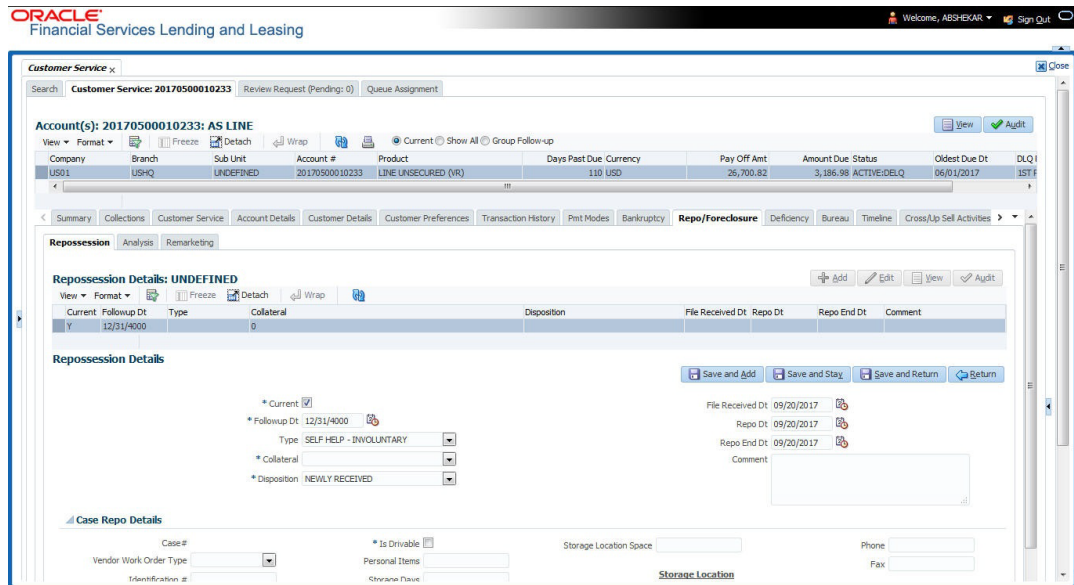 ORACLE
Financial Services Lending and Leasing
Welcome, ABSHEKAR Sign Out
Customer Service x
Close
Search Customer Service: 20170500010233 Review Request (Pending: 0) Queue Assignment
Account(s): 20170500010233: AS LINE
View Audit
View Format Freeze Detach Wrap Current Show All Group Follow-up
Company Branch Sub Unit Account # Product Days Past Due Currency Pay Off Amt Amount Due Status Oldest Due Dt DLQ
US01 USHQ UNDEFINED 20170500010233 LINE UNSECURED (VR) 110 USD 26,700.82 3,186.98 ACTIVE:DELQ 06/01/2017 1ST
Summary Collections Customer Service Account Details Customer Details Customer Preferences Transaction History Pmt Modes Bankruptcy Repo/Foreclosure Deficiency Bureau Timeline Cross/Up Sell Activities
Repossession Analysis Remarketing
Repossession Details: UNDEFINED
Add Edit View Audit
View Format Freeze Detach Wrap
Current Followup Dt Type Collateral Disposition File Received Dt Repo Dt Repo End Dt Comment
Y 12/31/4000 0
Repossession Details
Save and Add Save and Stay Save and Return Return
* Current
File Received Dt 09/20/2017
* Followup Dt 12/31/4000
Repo Dt 09/20/2017
Type SELF HELP - INVOLUNTARY
Repo End Dt 09/20/2017
* Collateral
Comment
* Disposition NEWLY RECEIVED
Case Repo Details
Case# * Is Drivable Storage Location Space Phone
Vendor Work Order Type Personal Items Fax
Identification # Storage Days Storage Location